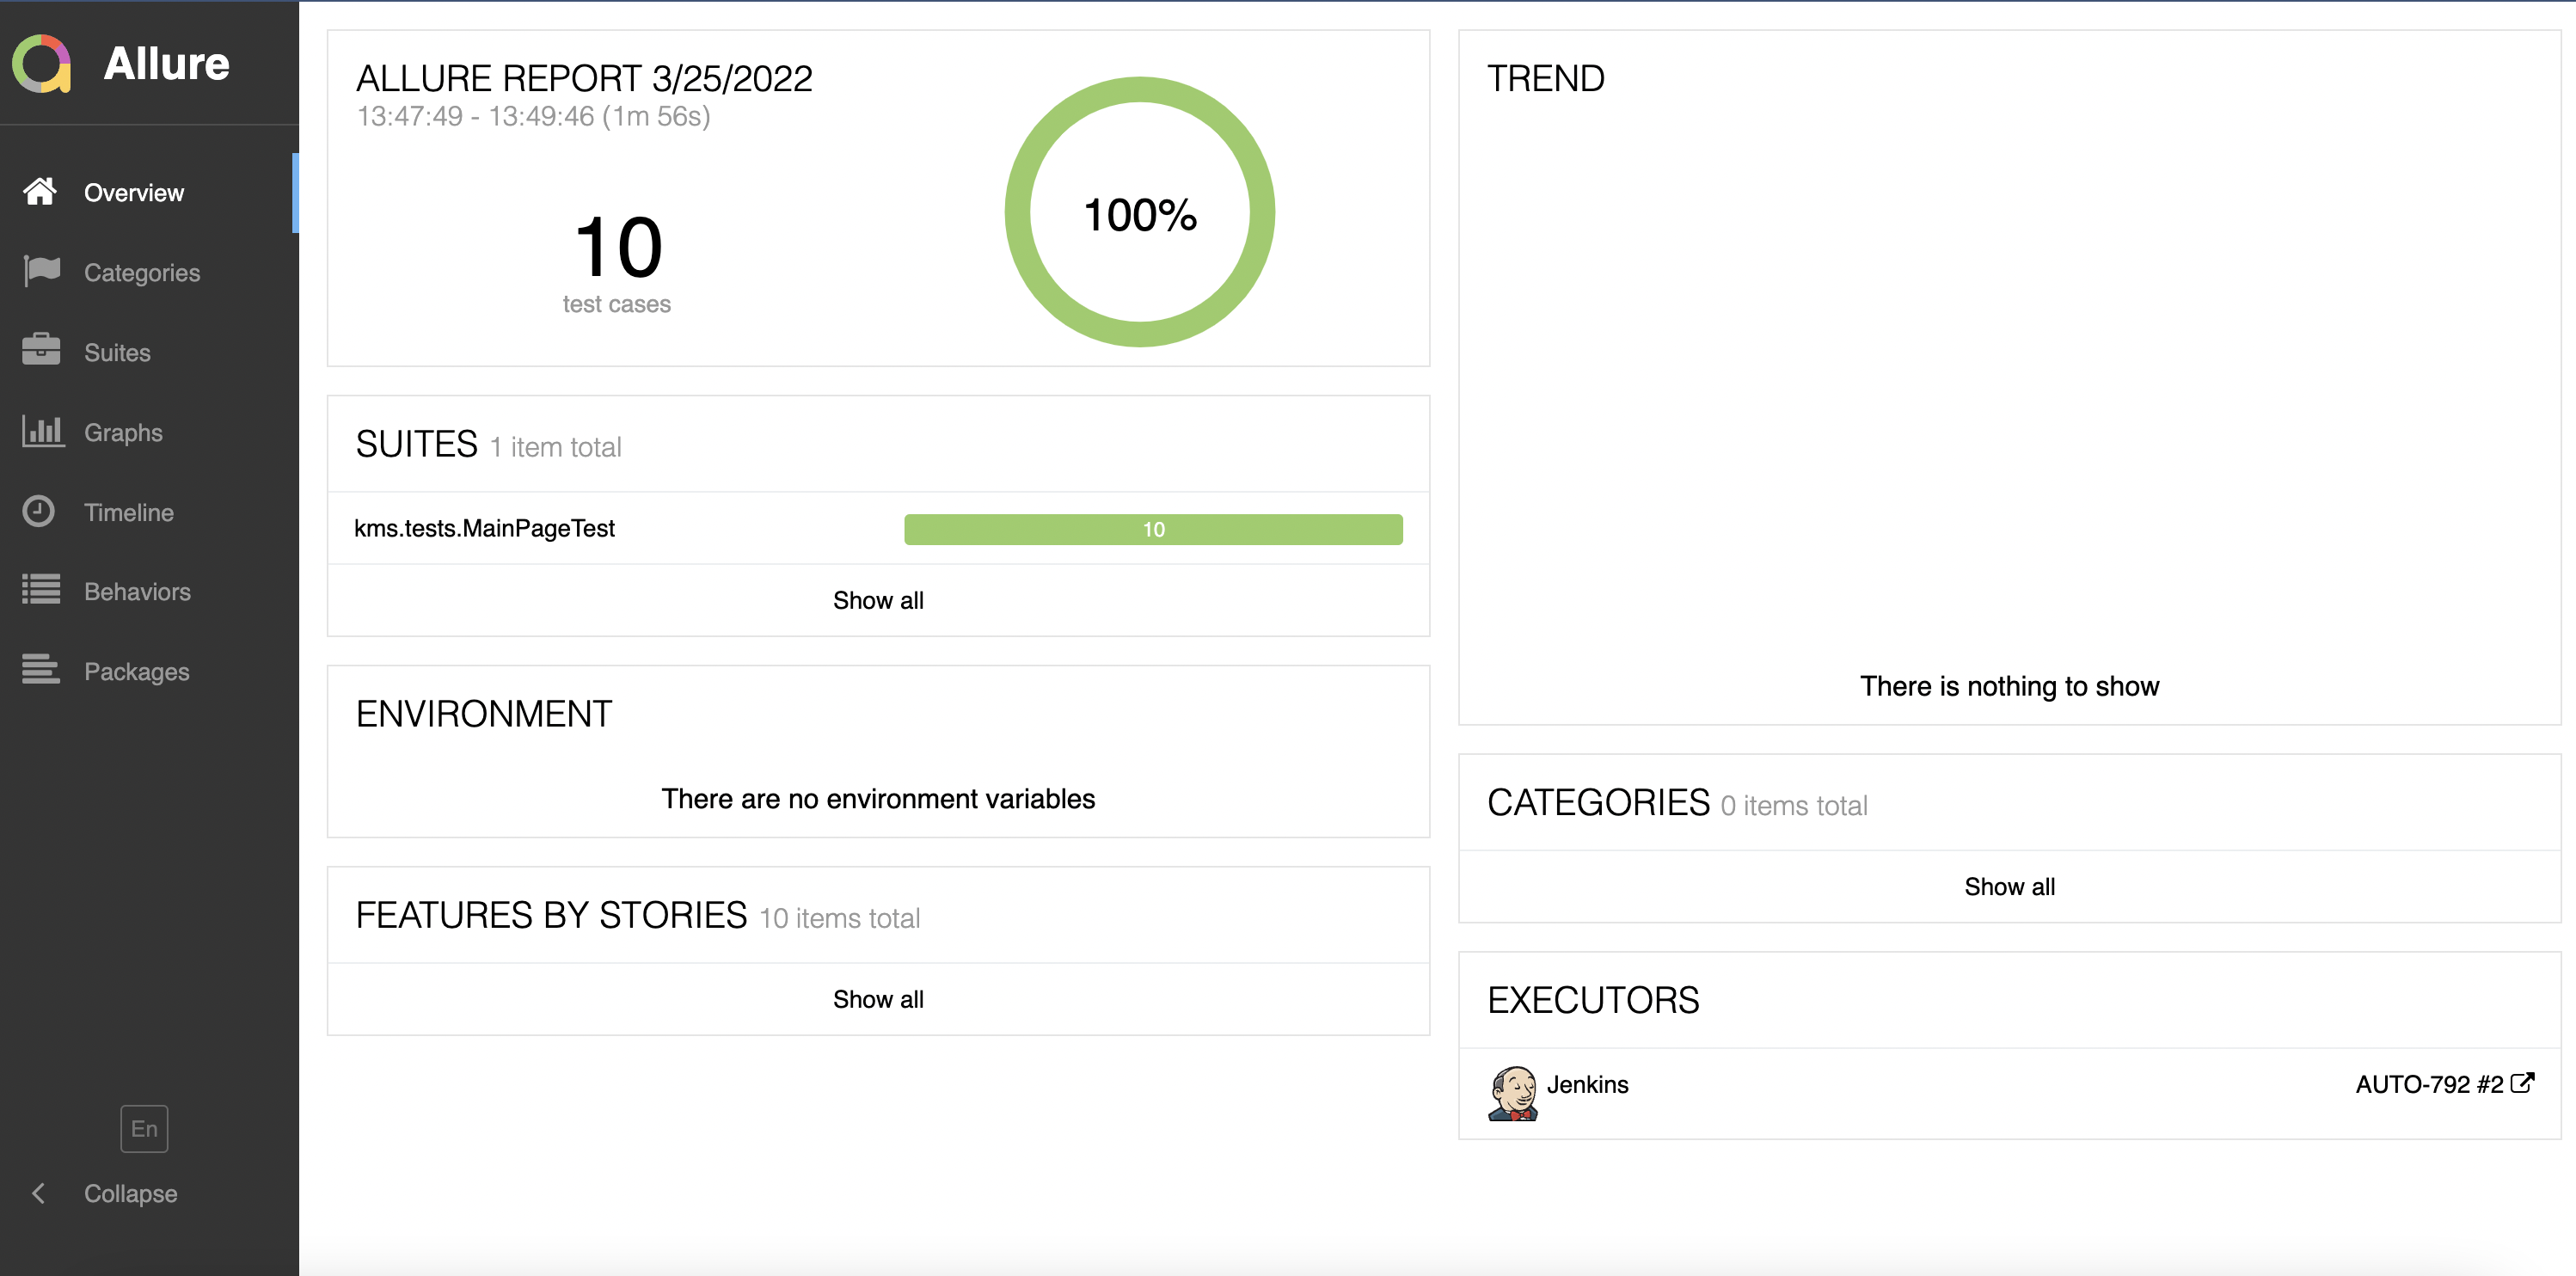 Allure
Overview
Categories
Suites
Graphs
Timeline
Behaviors
Packages
En
Collapse
ALLURE REPORT 3/25/2022
13:47:49 - 13:49:46 (1m 56s)
10
test cases
100%
SUITES 1 item total
kms.tests.MainPageTest 10
Show all
ENVIRONMENT
There are no environment variables
FEATURES BY STORIES 10 items total
Show all
TREND
There is nothing to show
CATEGORIES 0 items total
Show all
EXECUTORS
Jenkins AUTO-792 #2